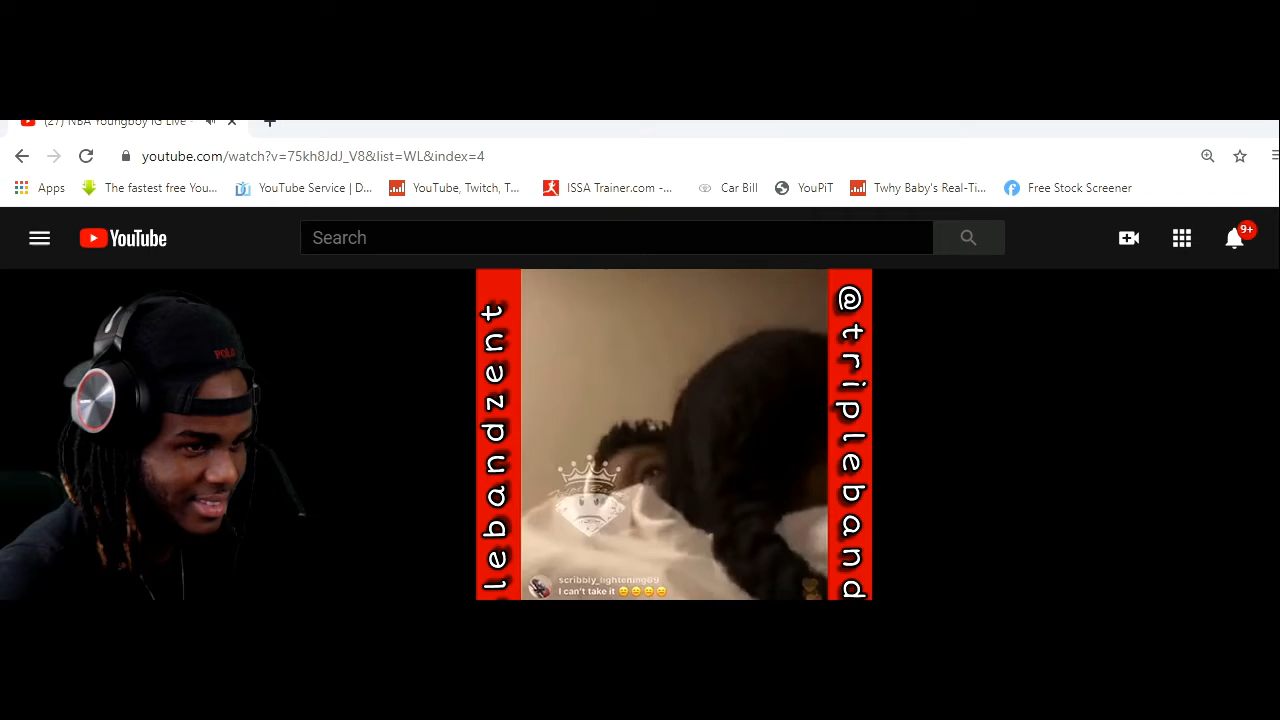 (27) NBA Youngboy IG Live -
youtube.com/watch?v=75kh8JdJ_V8&list=WL&index=4
Apps
The fastest free You...
YouTube Service | D...
YouTube, Twitch, T...
ISSA Trainer.com -...
Car Bill
YouPiT
Twhy Baby's Real-Ti...
Free Stock Screener
YouTube
Search
9+
POLO
lebandzent
@tripleband
scribbly_lightening69
I can't take it 😑😑😑😑